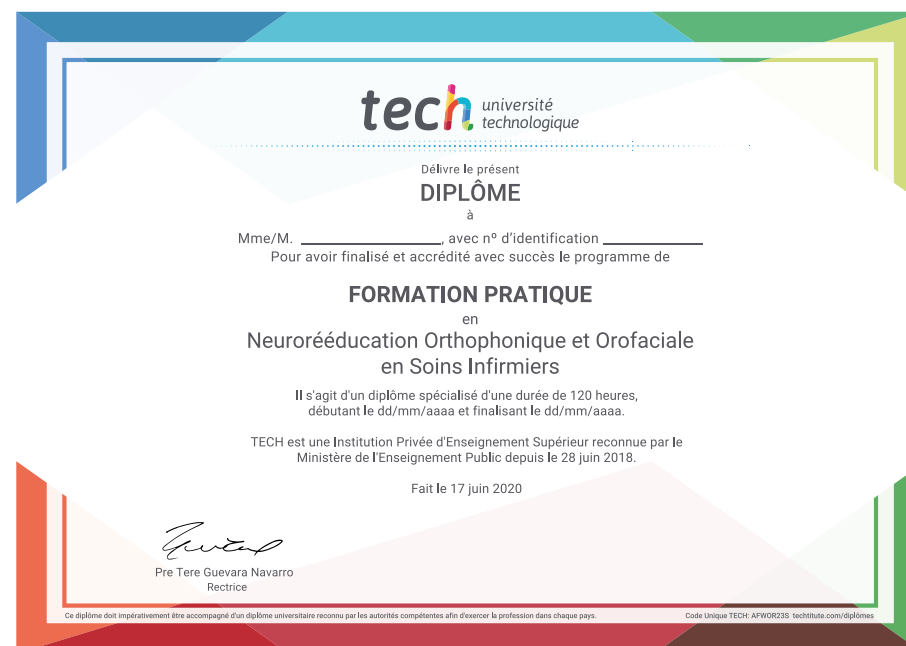 tech université
technologique
Délivre le présent
DIPLÔME
à
Mme/M. ____________________, avec nº d'identification ______________
Pour avoir finalisé et accrédité avec succès le programme de
FORMATION PRATIQUE
en
Neurorééducation Orthophonique et Orofaciale
en Soins Infirmiers
Il s'agit d'un diplôme spécialisé d'une durée de 120 heures,
débutant le dd/mm/aaaa et finalisant le dd/mm/aaaa.
TECH est une Institution Privée d'Enseignement Supérieur reconnue par le
Ministère de l'Enseignement Public depuis le 28 juin 2018.
Fait le 17 juin 2020
Pre Tere Guevara Navarro
Rectrice
Ce diplôme doit impérativement être accompagné d'un diplôme universitaire reconnu par les autorités compétentes afin d'exercer la profession dans chaque pays.
Code Unique TECH: AFWOR23S techtitute.com/diplômes